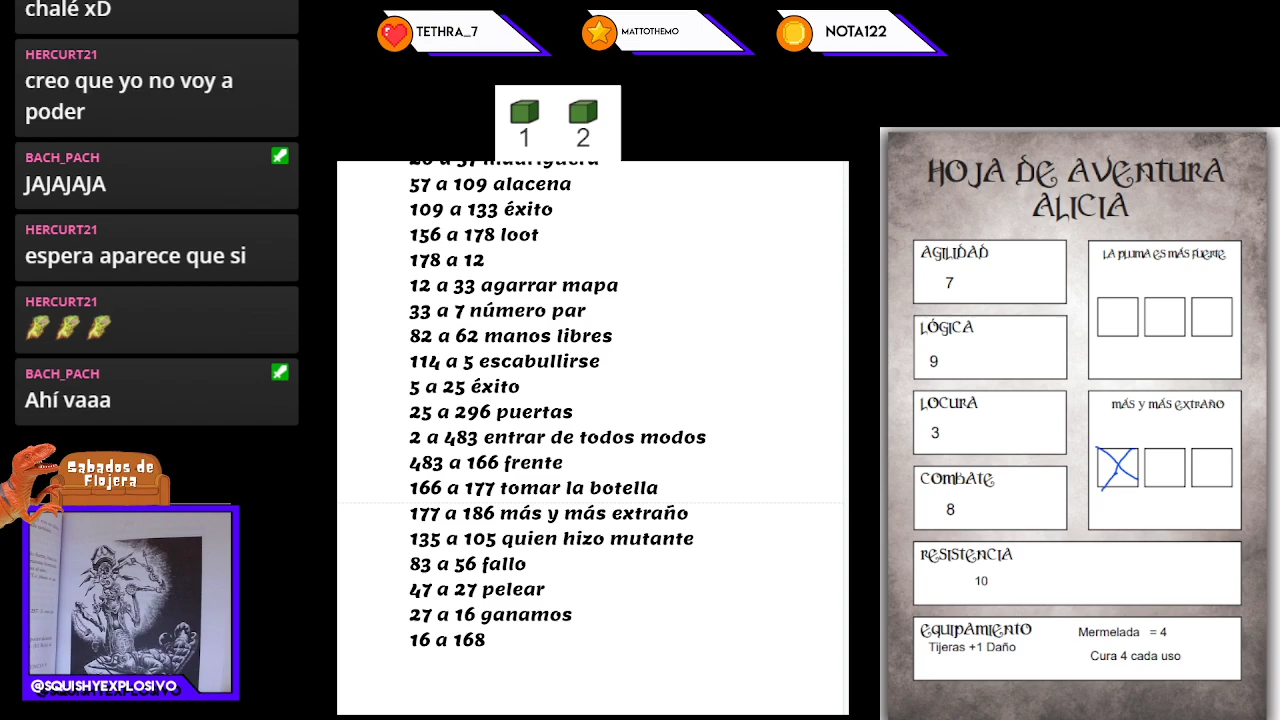 chalé xD
HERCURT21
creo que yo no voy a
poder
BACH_PACH
JAJAJAJA
HERCURT21
espera aparece que si
HERCURT21
BACH_PACH
Ahí vaaa
Sabados de
Flojera
@SQUISHYEXPLOSIVO
TETHRA_7
MATTOTHEMO
NOTA122
1 2
57 a 109 alacena
109 a 133 éxito
156 a 178 loot
178 a 12
12 a 33 agarrar mapa
33 a 7 número par
82 a 62 manos libres
114 a 5 escabullirse
5 a 25 éxito
25 a 296 puertas
2 a 483 entrar de todos modos
483 a 166 frente
166 a 177 tomar la botella
177 a 186 más y más extraño
135 a 105 quien hizo mutante
83 a 56 fallo
47 a 27 pelear
27 a 16 ganamos
16 a 168
HOJA DE AVENTURA
ALICIA
AGILIDAD
7
LÓGICA
9
LOCURA
3
COMBATE
8
LA PLUMA ES MÁS FUERTE
MÁS Y MÁS EXTRAÑO
RESISTENCIA
10
EQUIPAMIENTO
Tijeras +1 Daño
Mermelada = 4
Cura 4 cada uso